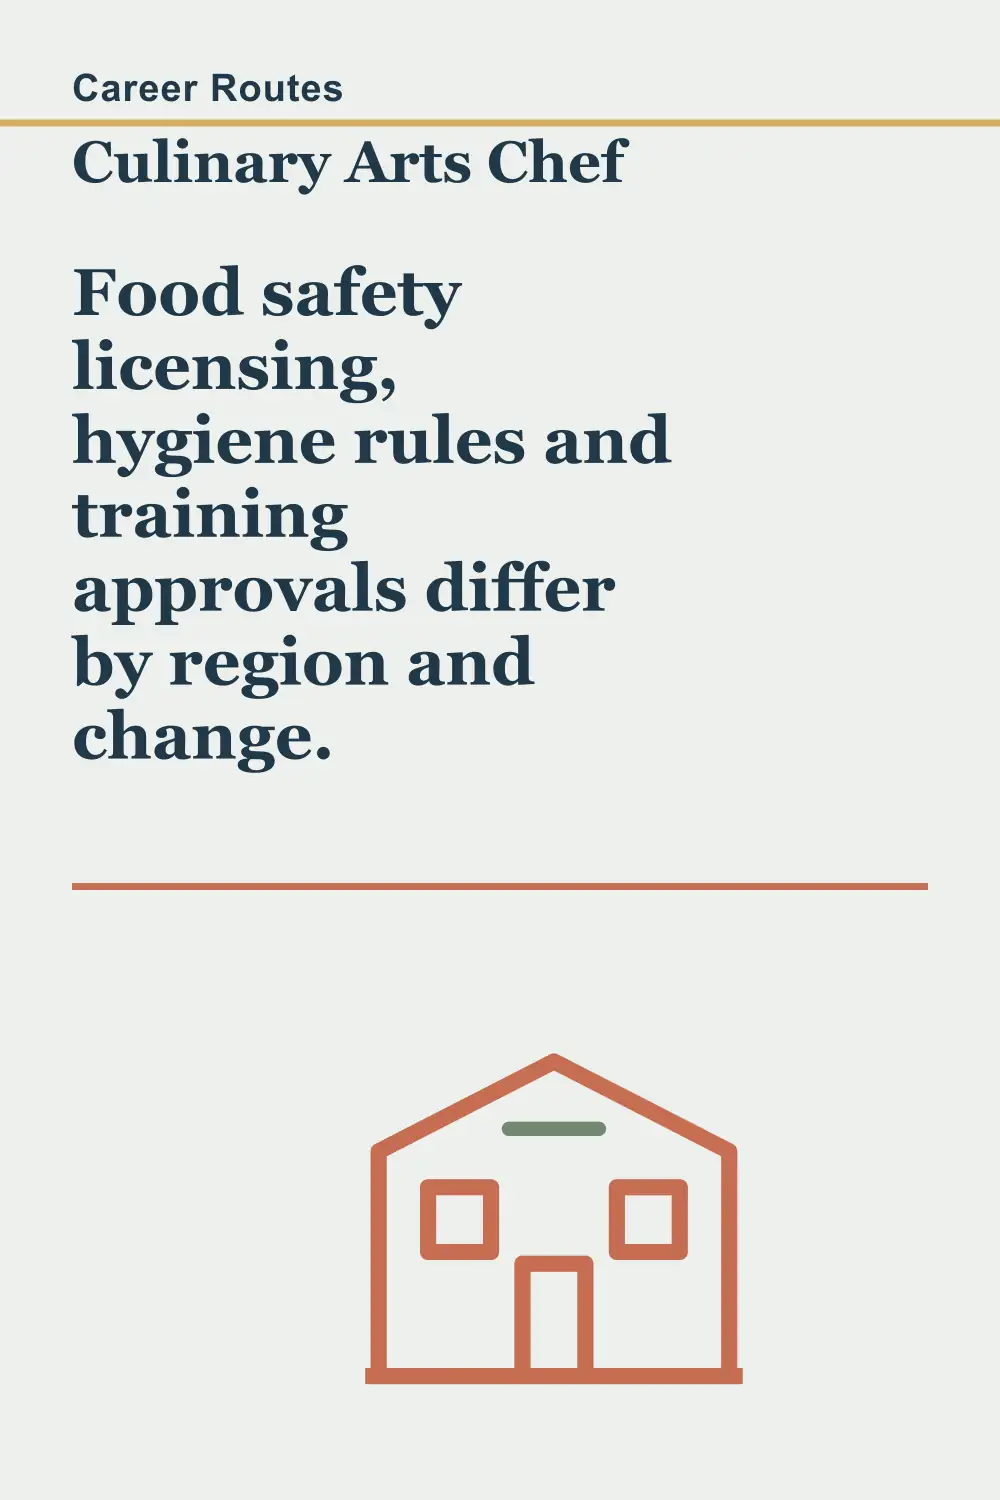 Career Routes
Culinary Arts Chef
Food safety
licensing,
hygiene rules and
training
approvals differ
by region and
change.